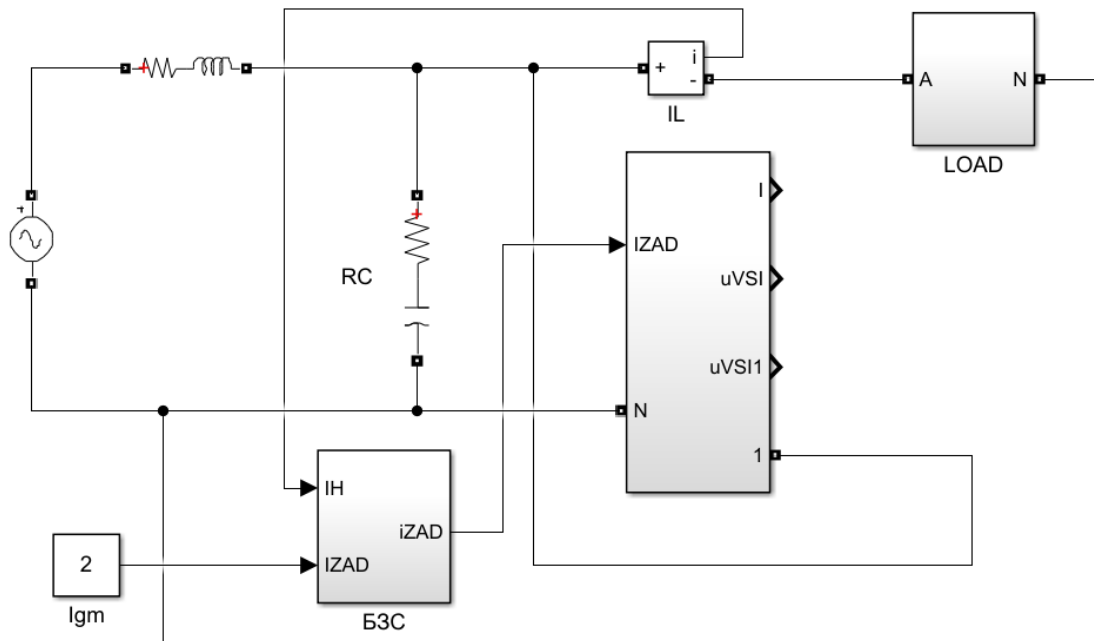 +
i
-
IL
A
N
LOAD
+
+
+
RC
IZAD
I
uVSI
uVSI1
N
1
IH
iZAD
IZAD
БЗС
2
Igm